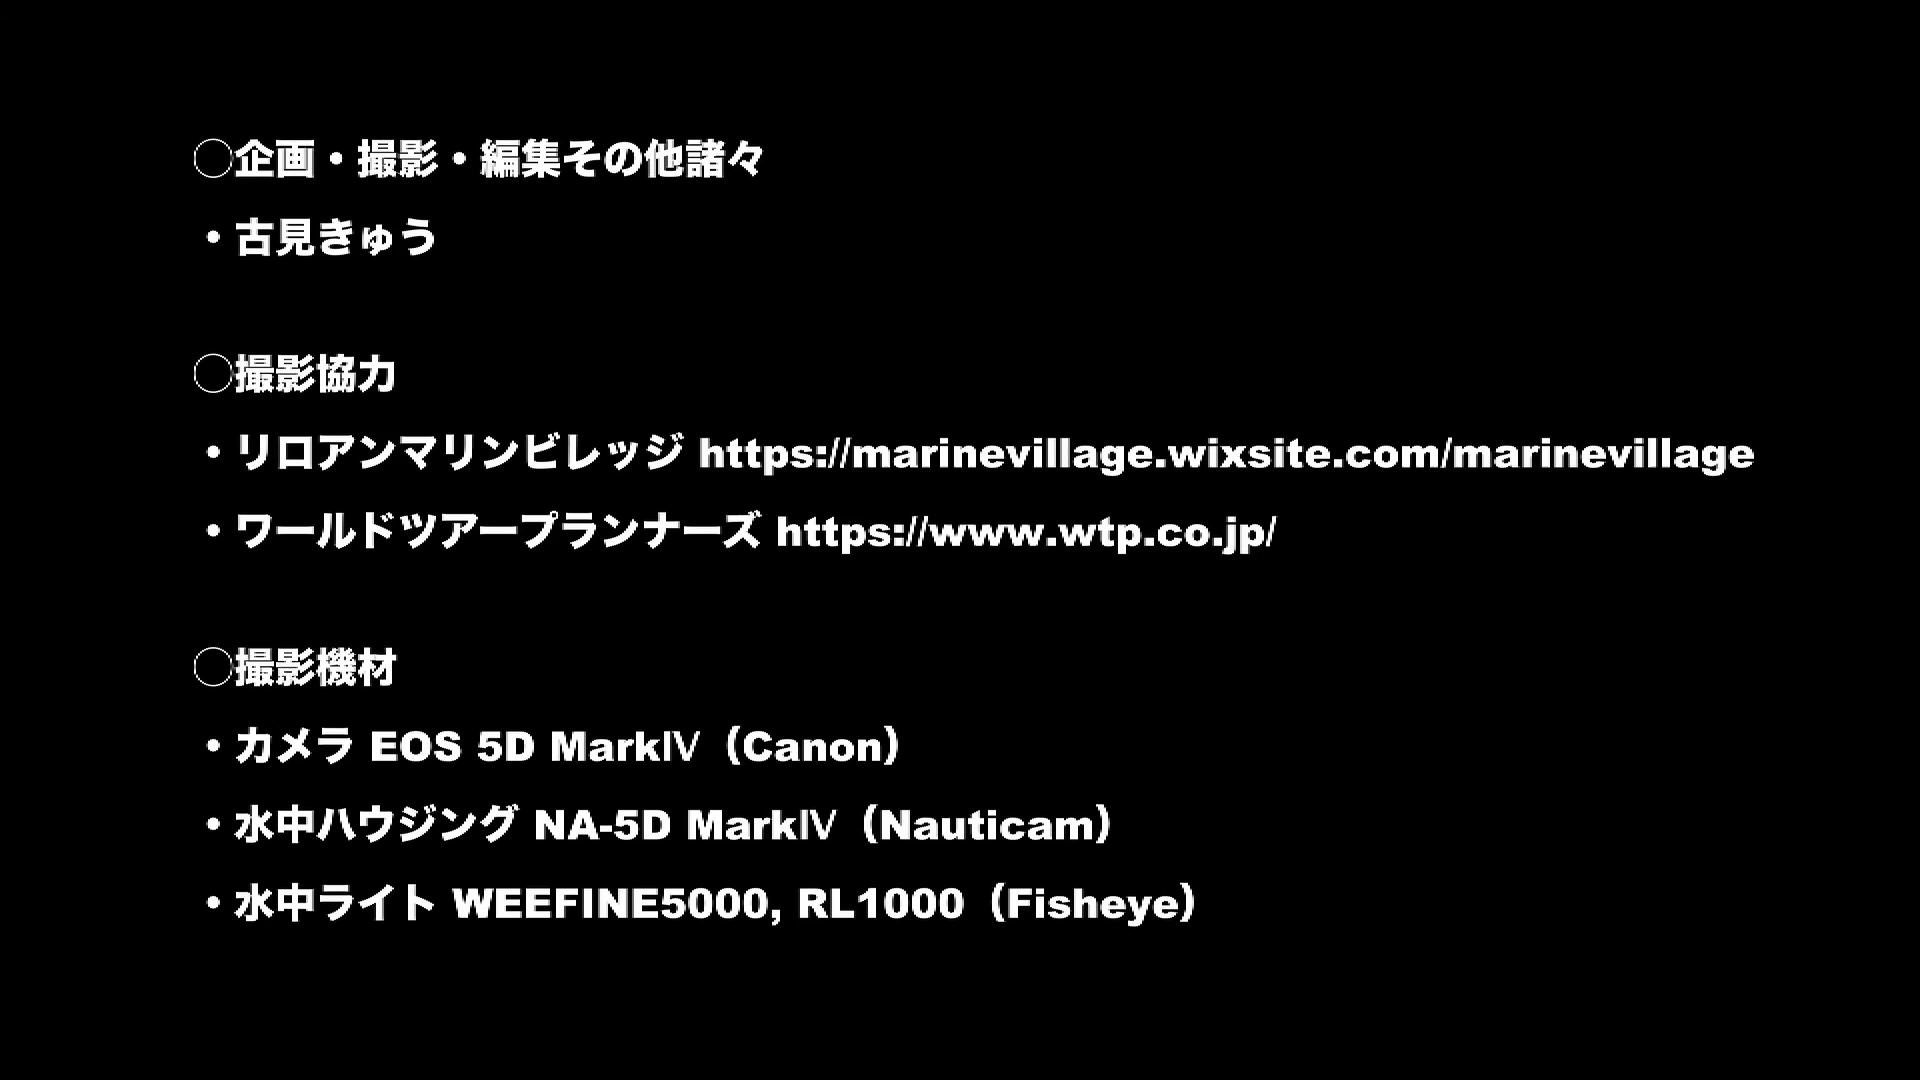 ◯企画・撮影・編集その他諸々
・古見きゅう
◯撮影協力
・リロアンマリンビレッジ https://marinevillage.wixsite.com/marinevillage
・ワールドツアープランナーズ https://www.wtp.co.jp/
◯撮影機材
・カメラ EOS 5D MarkⅣ（Canon）
・水中ハウジング NA-5D MarkⅣ（Nauticam）
・水中ライト WEEFINE5000, RL1000（Fisheye）